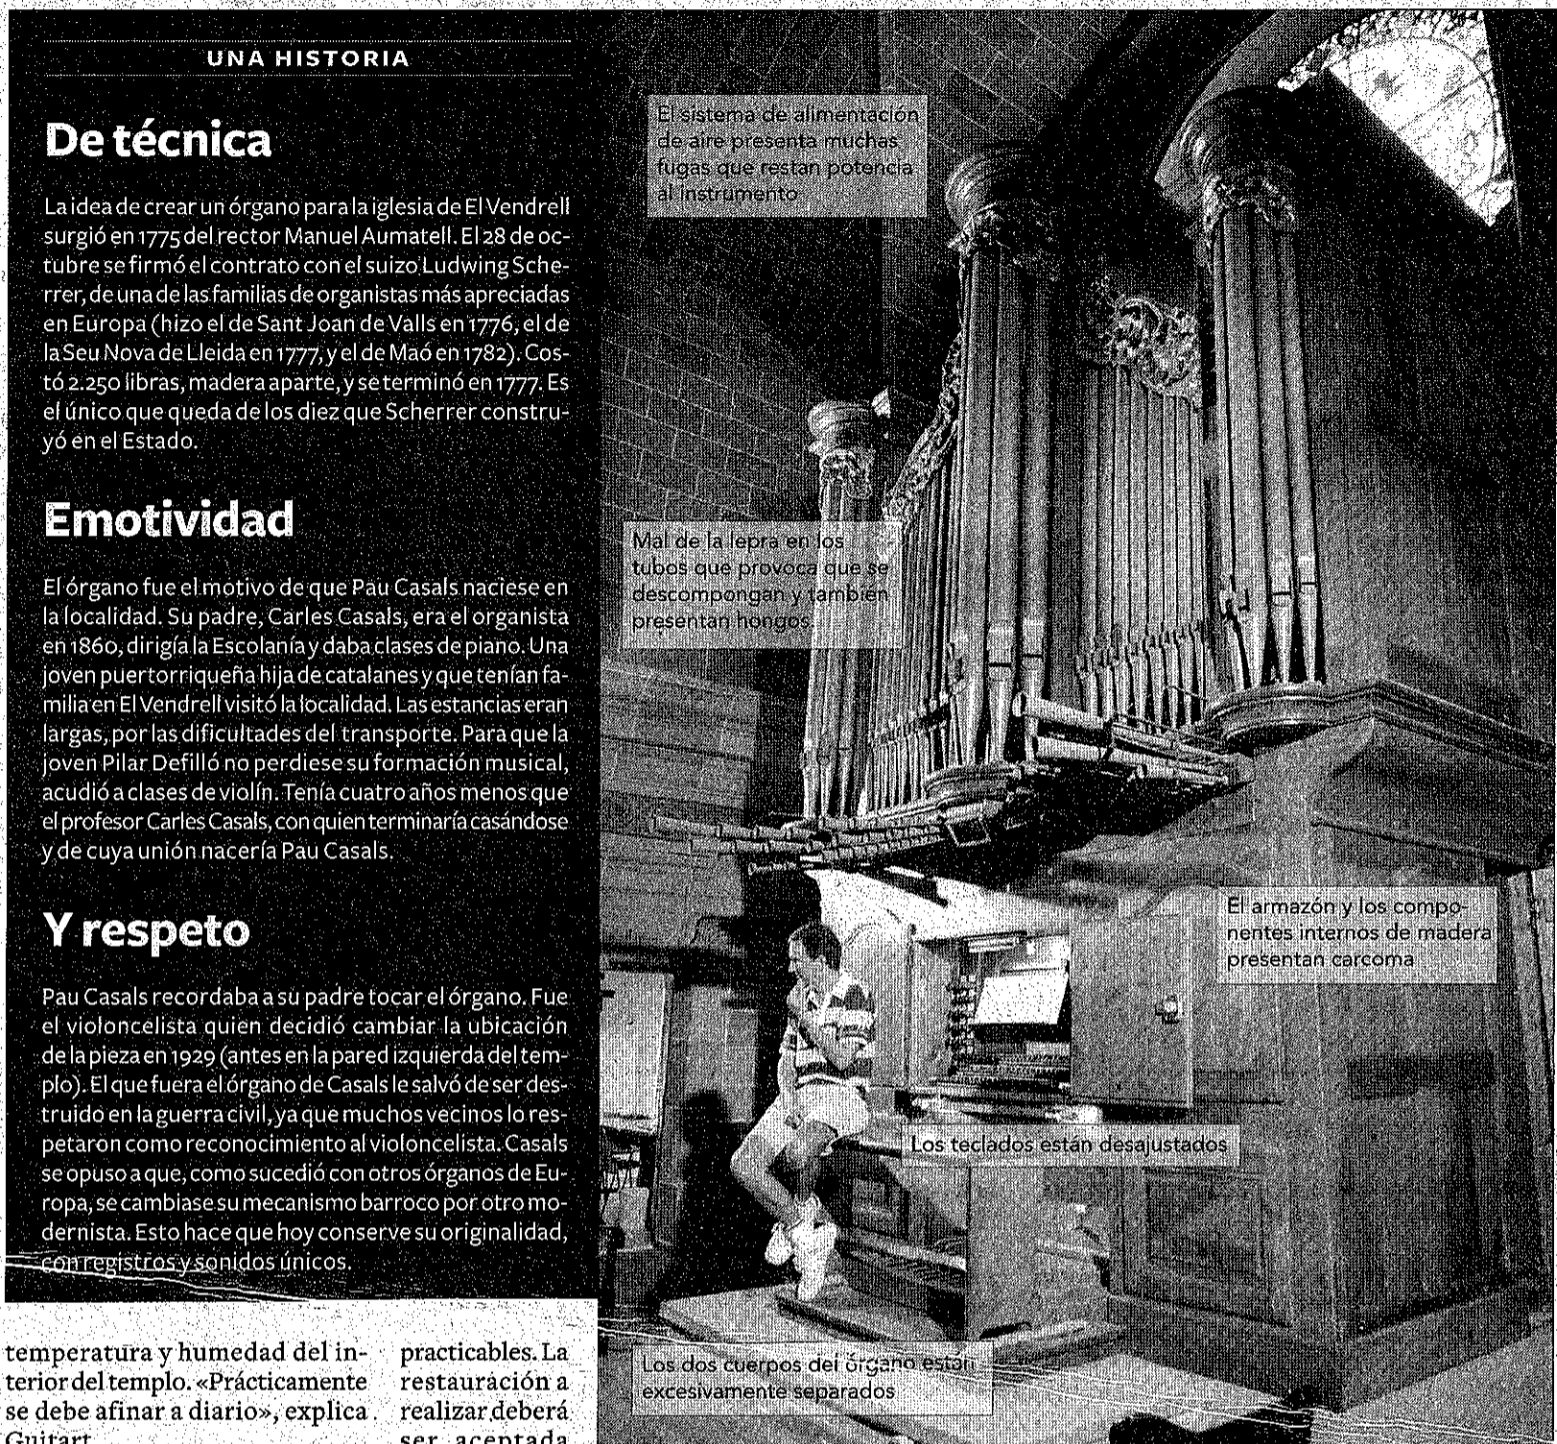 UNA HISTORIA
De técnica
La idea de crear un órgano para la iglesia de El Vendrell
surgió en 1775 del rector Manuel Aumatell. El 28 de oc-
tubre se firmó el contrato con el suizo Ludwing Sche-
rrer, de una de las familias de organistas más apreciadas
en Europa (hizo el de Sant Joan de Valls en 1776, el de
la Seu Nova de Lleida en 1777, y el de Maó en 1782). Cos-
tó 2.250 libras, madera aparte, y se terminó en 1777. Es
el único que queda de los diez que Scherrer constru-
yó en el Estado.
Emotividad
El órgano fue el motivo de que Pau Casals naciese en
la localidad. Su padre, Carles Casals, era el organista
en 1860, dirigía la Escolanía y daba clases de piano. Una
joven puertorriqueña hija de catalanes y que tenían fa-
milia en El Vendrell visitó la localidad. Las estancias eran
largas, por las dificultades del transporte. Para que la
joven Pilar Defilló no perdiese su formación musical,
acudió a clases de violín. Tenía cuatro años menos que
el profesor Carles Casals, con quien terminaría casándose
y de cuya unión nacería Pau Casals.
Y respeto
Pau Casals recordaba a su padre tocar el órgano. Fue
el violoncelista quien decidió cambiar la ubicación
de la pieza en 1929 (antes en la pared izquierda del tem-
plo). El que fuera el órgano de Casals le salvó de ser des-
truido en la guerra civil, ya que muchos vecinos lo res-
petaron como reconocimiento al violoncelista. Casals
se opuso a que, como sucedió con otros órganos de Eu-
ropa, se cambiase su mecanismo barroco por otro mo-
dernista. Esto hace que hoy conserve su originalidad,
con registros y sonidos únicos.
El sistema de alimentación
de aire presenta muchas
fugas que restan potencia
al instrumento
Mal de la lepra en los
tubos que provoca que se
descompongan y también
presentan hongos
El armazón y los compo-
nentes internos de madera
presentan carcoma
Los teclados están desajustados
Los dos cuerpos del órgano están
excesivamente separados
temperatura y humedad del in-
terior del templo. «Prácticamente
se debe afinar a diario», explica
Guitart
practicables. La
restauración a
realizar deberá
ser aceptada